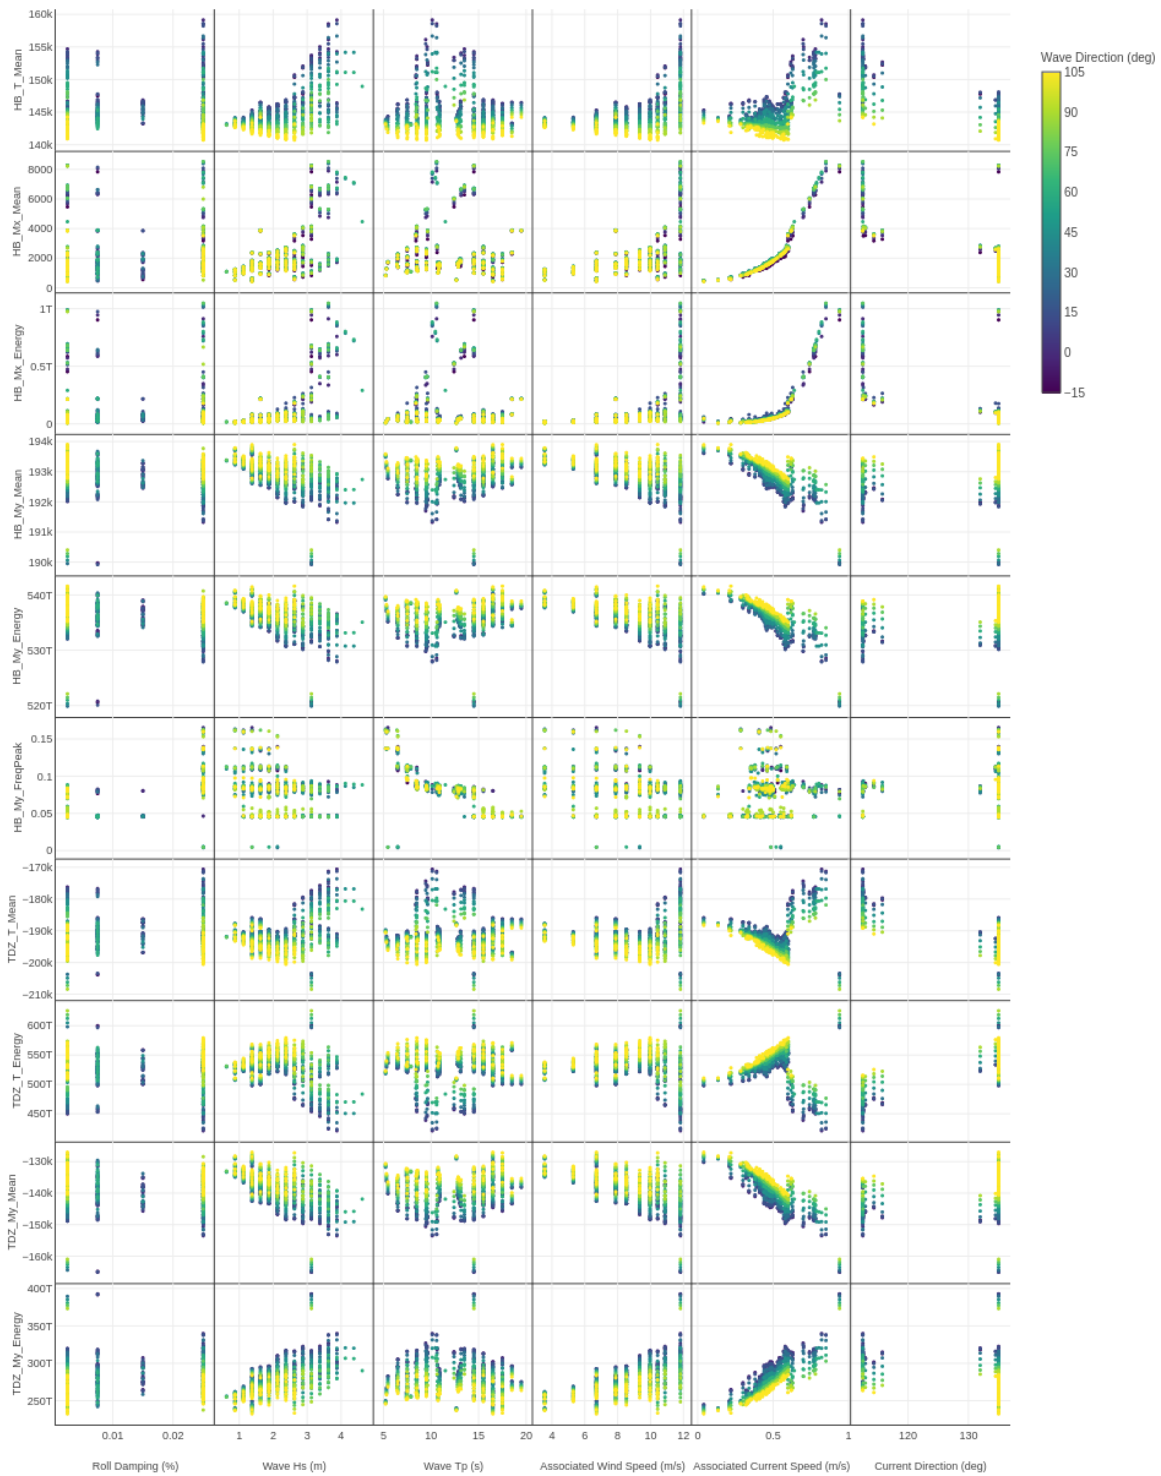 Wave Direction (deg)
105
90
75
60
45
30
15
0
−15
HB_T_Mean
160k
155k
150k
145k
140k
HB_Mx_Mean
8000
6000
4000
2000
0
HB_Mx_Energy
1T
0.5T
0
HB_My_Mean
194k
193k
192k
191k
190k
HB_My_Energy
540T
530T
520T
HB_My_FreqPeak
0.15
0.1
0.05
0
TDZ_T_Mean
−170k
−180k
−190k
−200k
−210k
TDZ_T_Energy
600T
550T
500T
450T
TDZ_My_Mean
−130k
−140k
−150k
−160k
TDZ_My_Energy
400T
350T
300T
250T
0.01 0.02 1 2 3 4 5 10 15 20 4 6 8 10 12 0 0.5 1 120 130
Roll Damping (%) Wave Hs (m) Wave Tp (s) Associated Wind Speed (m/s) Associated Current Speed (m/s) Current Direction (deg)